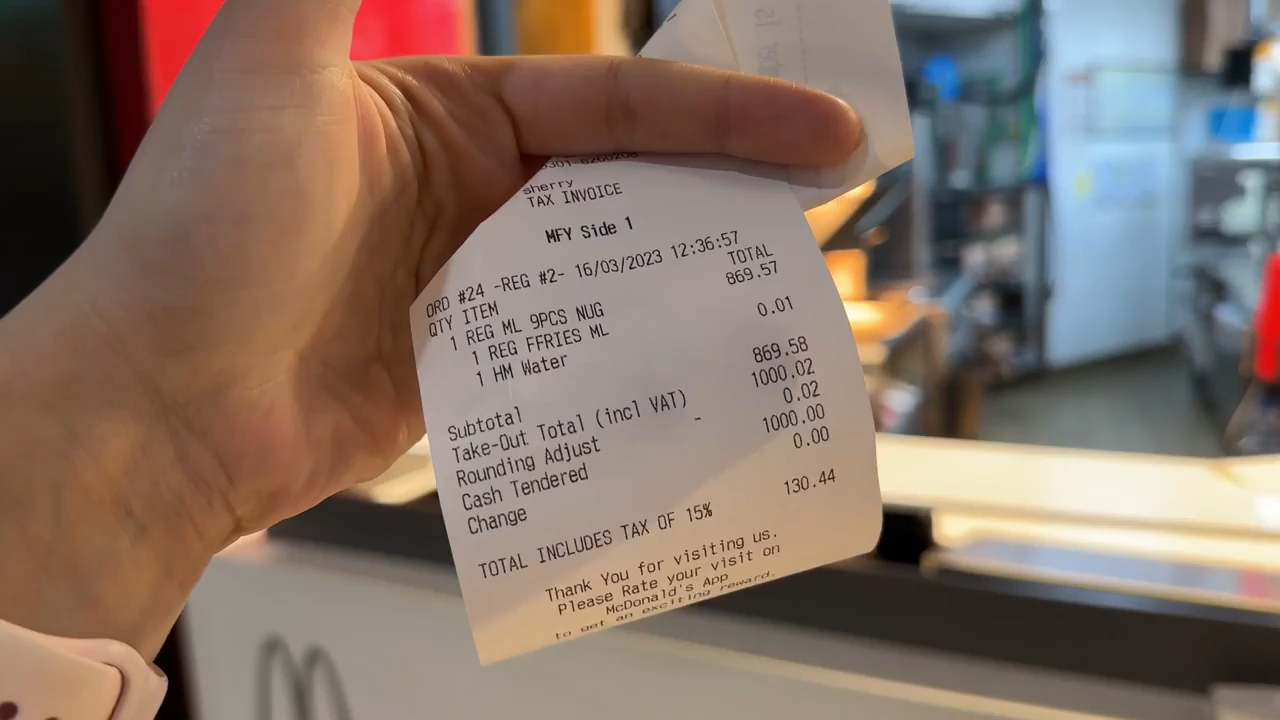 sherry
TAX INVOICE
MFY Side 1
ORD #24 -REG #2- 16/03/2023 12:36:57
QTY ITEM TOTAL
1 REG ML 9PCS NUG 869.57
1 REG FFRIES ML
1 HM Water 0.01
Subtotal 869.58
Take-Out Total (incl VAT) 1000.02
Rounding Adjust - 0.02
Cash Tendered 1000.00
Change 0.00
TOTAL INCLUDES TAX OF 15% 130.44
Thank You for visiting us.
Please Rate your visit on
McDonald's App
to get an exciting reward.